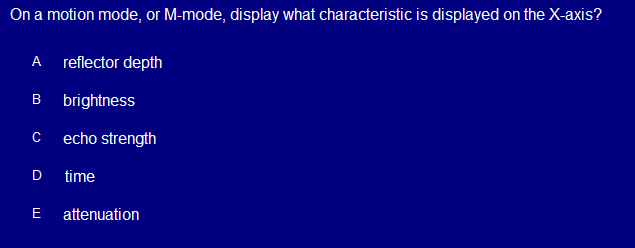 On a motion mode, or M-mode, display what characteristic is displayed on the X-axis?
A reflector depth
B brightness
C echo strength
D time
E attenuation